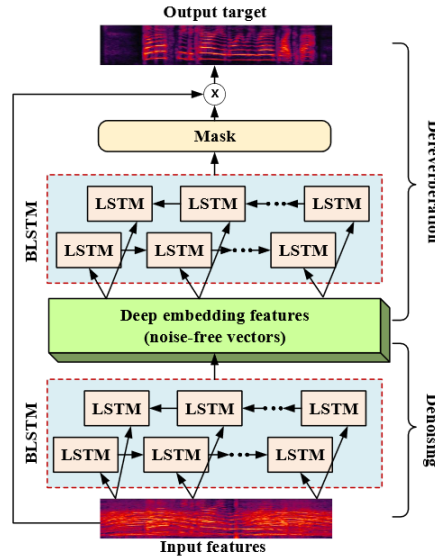 Output target
X
Mask
Dereverberation
BLSTM
LSTM LSTM LSTM
LSTM LSTM LSTM
Deep embedding features
(noise-free vectors)
Denoising
BLSTM
LSTM LSTM LSTM
LSTM LSTM LSTM
Input features